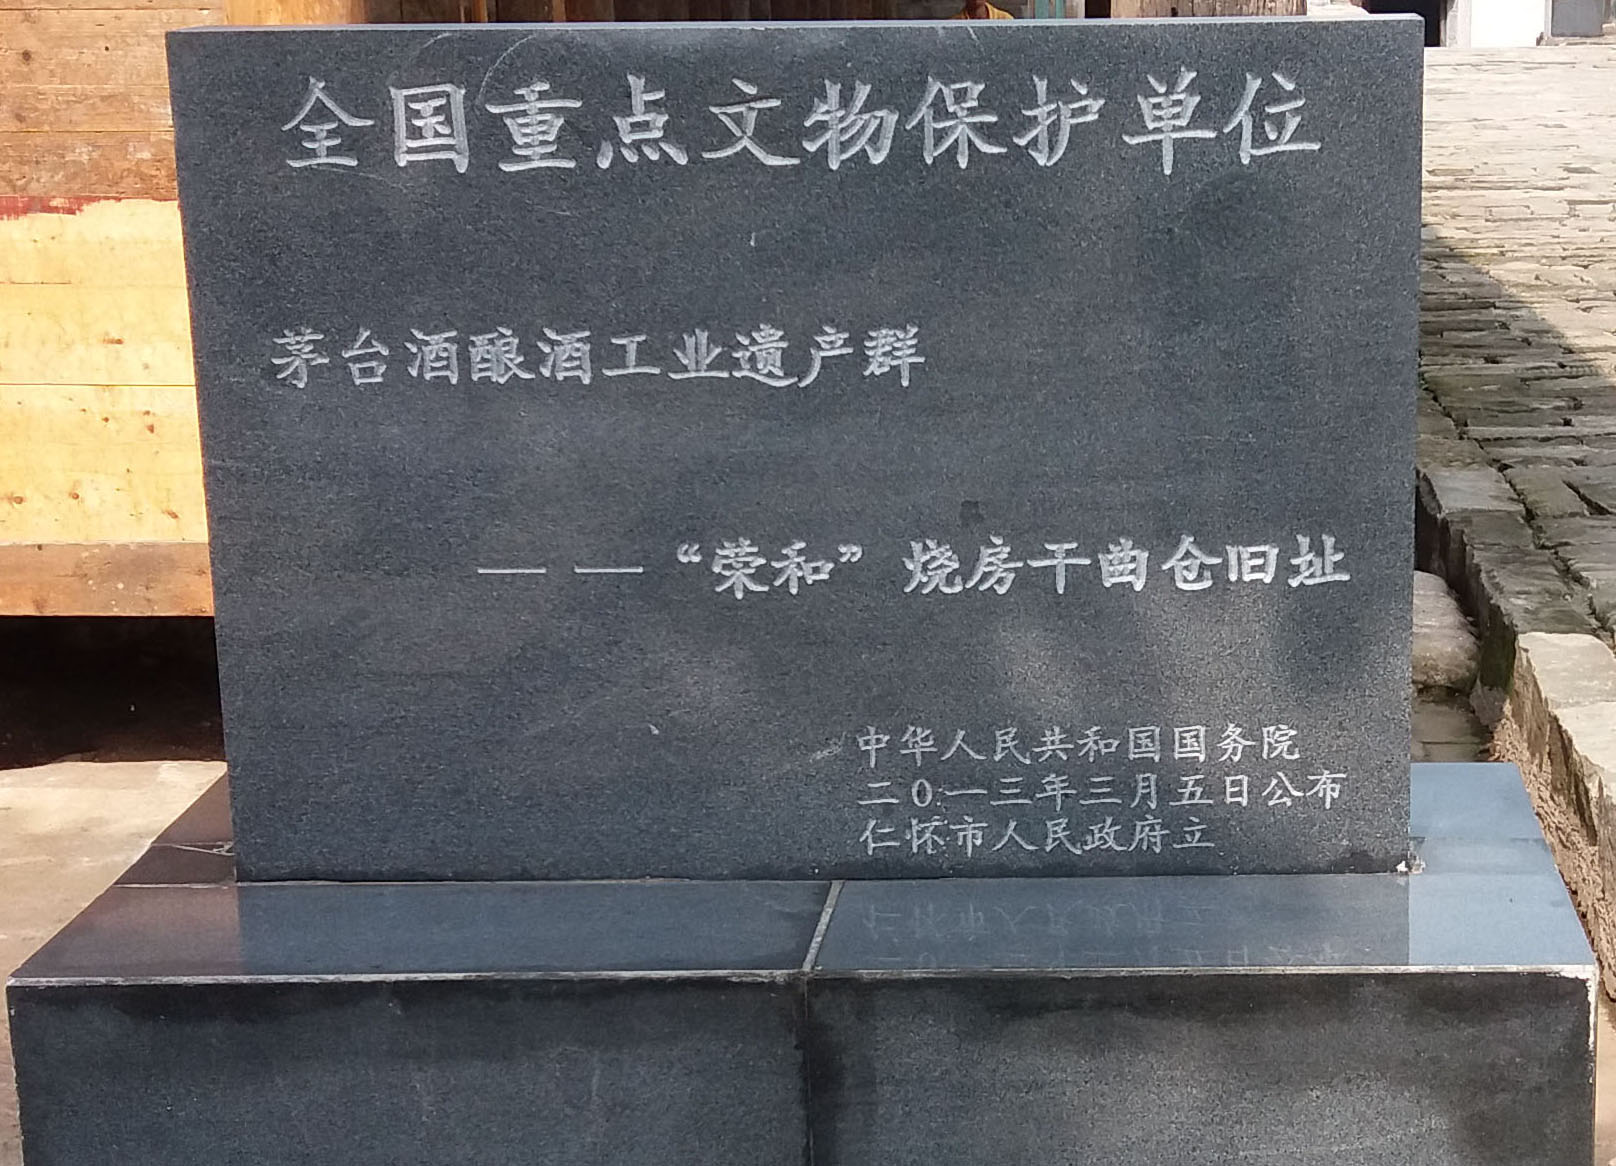 全国重点文物保护单位
茅台酒酿酒工业遗产群
——“荣和”烧房干曲仓旧址
中华人民共和国国务院
二0一三年三月五日公布
仁怀市人民政府立